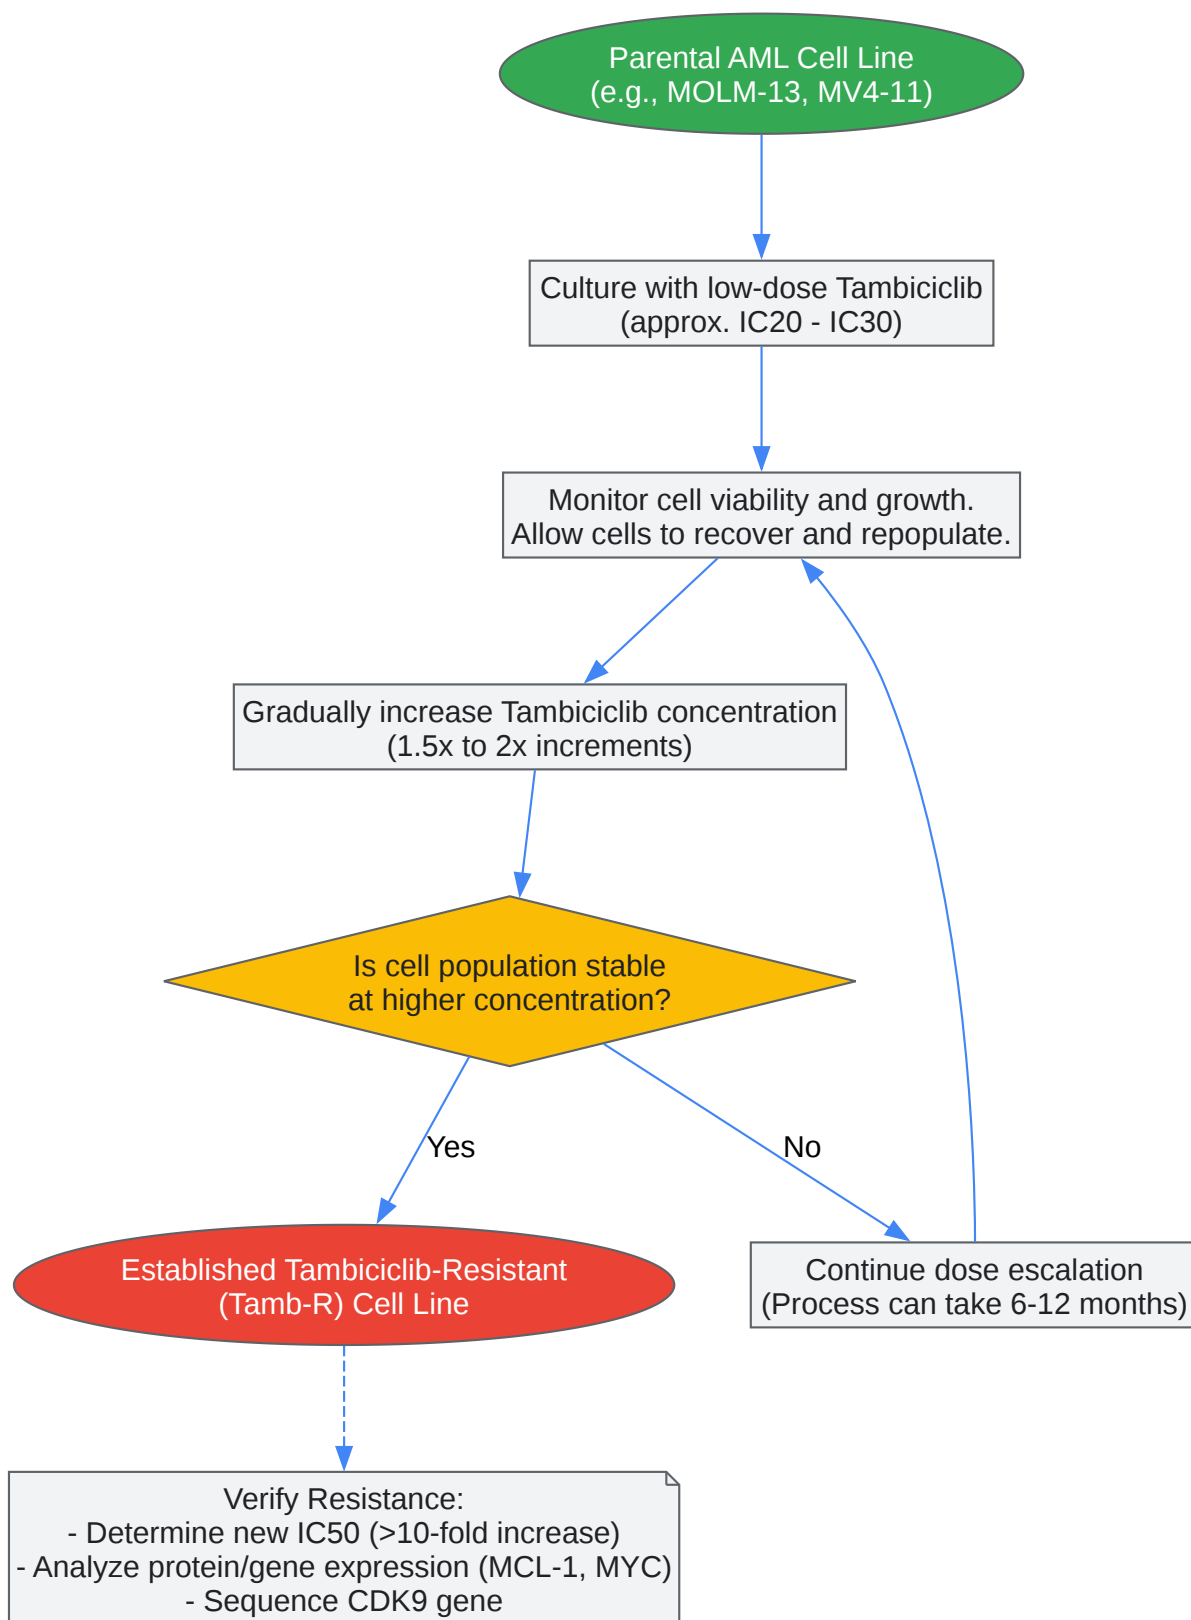 Parental AML Cell Line
(e.g., MOLM-13, MV4-11)
Culture with low-dose Tambiciclib
(approx. IC20 - IC30)
Monitor cell viability and growth.
Allow cells to recover and repopulate.
Gradually increase Tambiciclib concentration
(1.5x to 2x increments)
Is cell population stable
at higher concentration?
Yes
No
Established Tambiciclib-Resistant
(Tamb-R) Cell Line
Continue dose escalation
(Process can take 6-12 months)
Verify Resistance:
- Determine new IC50 (>10-fold increase)
- Analyze protein/gene expression (MCL-1, MYC)
- Sequence CDK9 gene